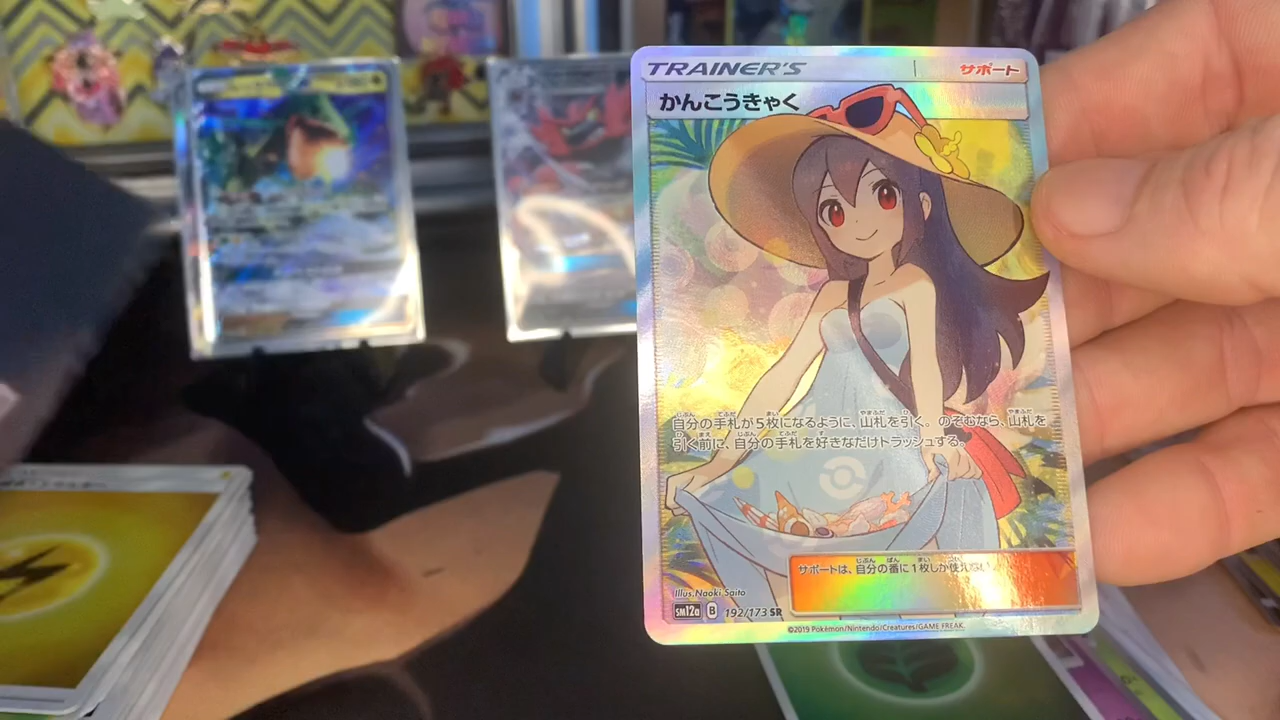 TRAINER'S サポート
かんこうきゃく
自分の手札が5枚になるように、山札を引く。のぞむなら、山札を
引く前に、自分の手札を好きなだけトラッシュする。
サポートは、自分の番に1枚しか使えない。
Illus. Naoki Saito
SM12a B 192/173 SR
©2019 Pokémon/Nintendo/Creatures/GAME FREAK.